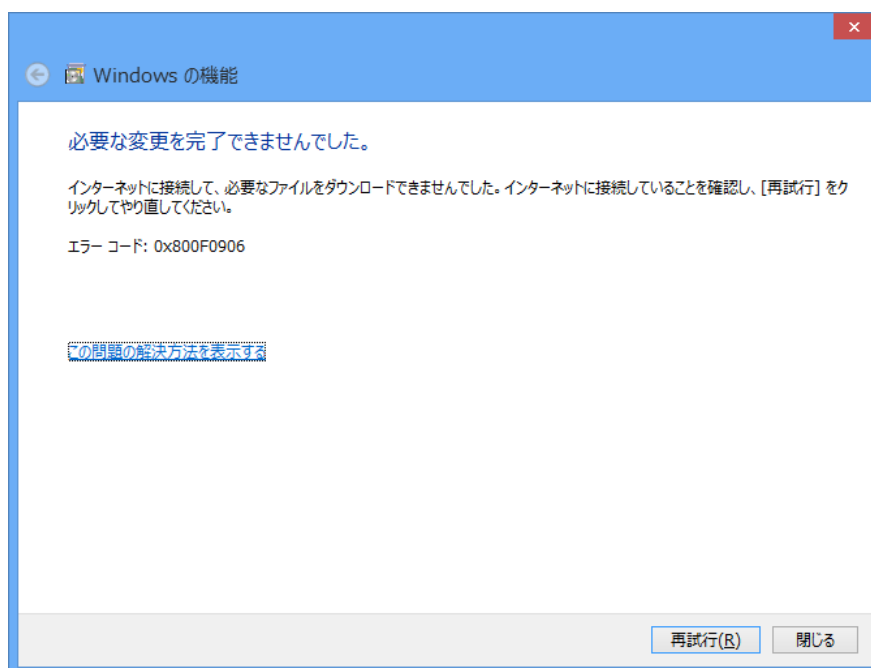 Windows の機能
必要な変更を完了できませんでした。
インターネットに接続して、必要なファイルをダウンロードできませんでした。インターネットに接続していることを確認し、[再試行] をク
リックしてやり直してください。
エラー コード: 0x800F0906
この問題の解決方法を表示する
再試行(R) 閉じる